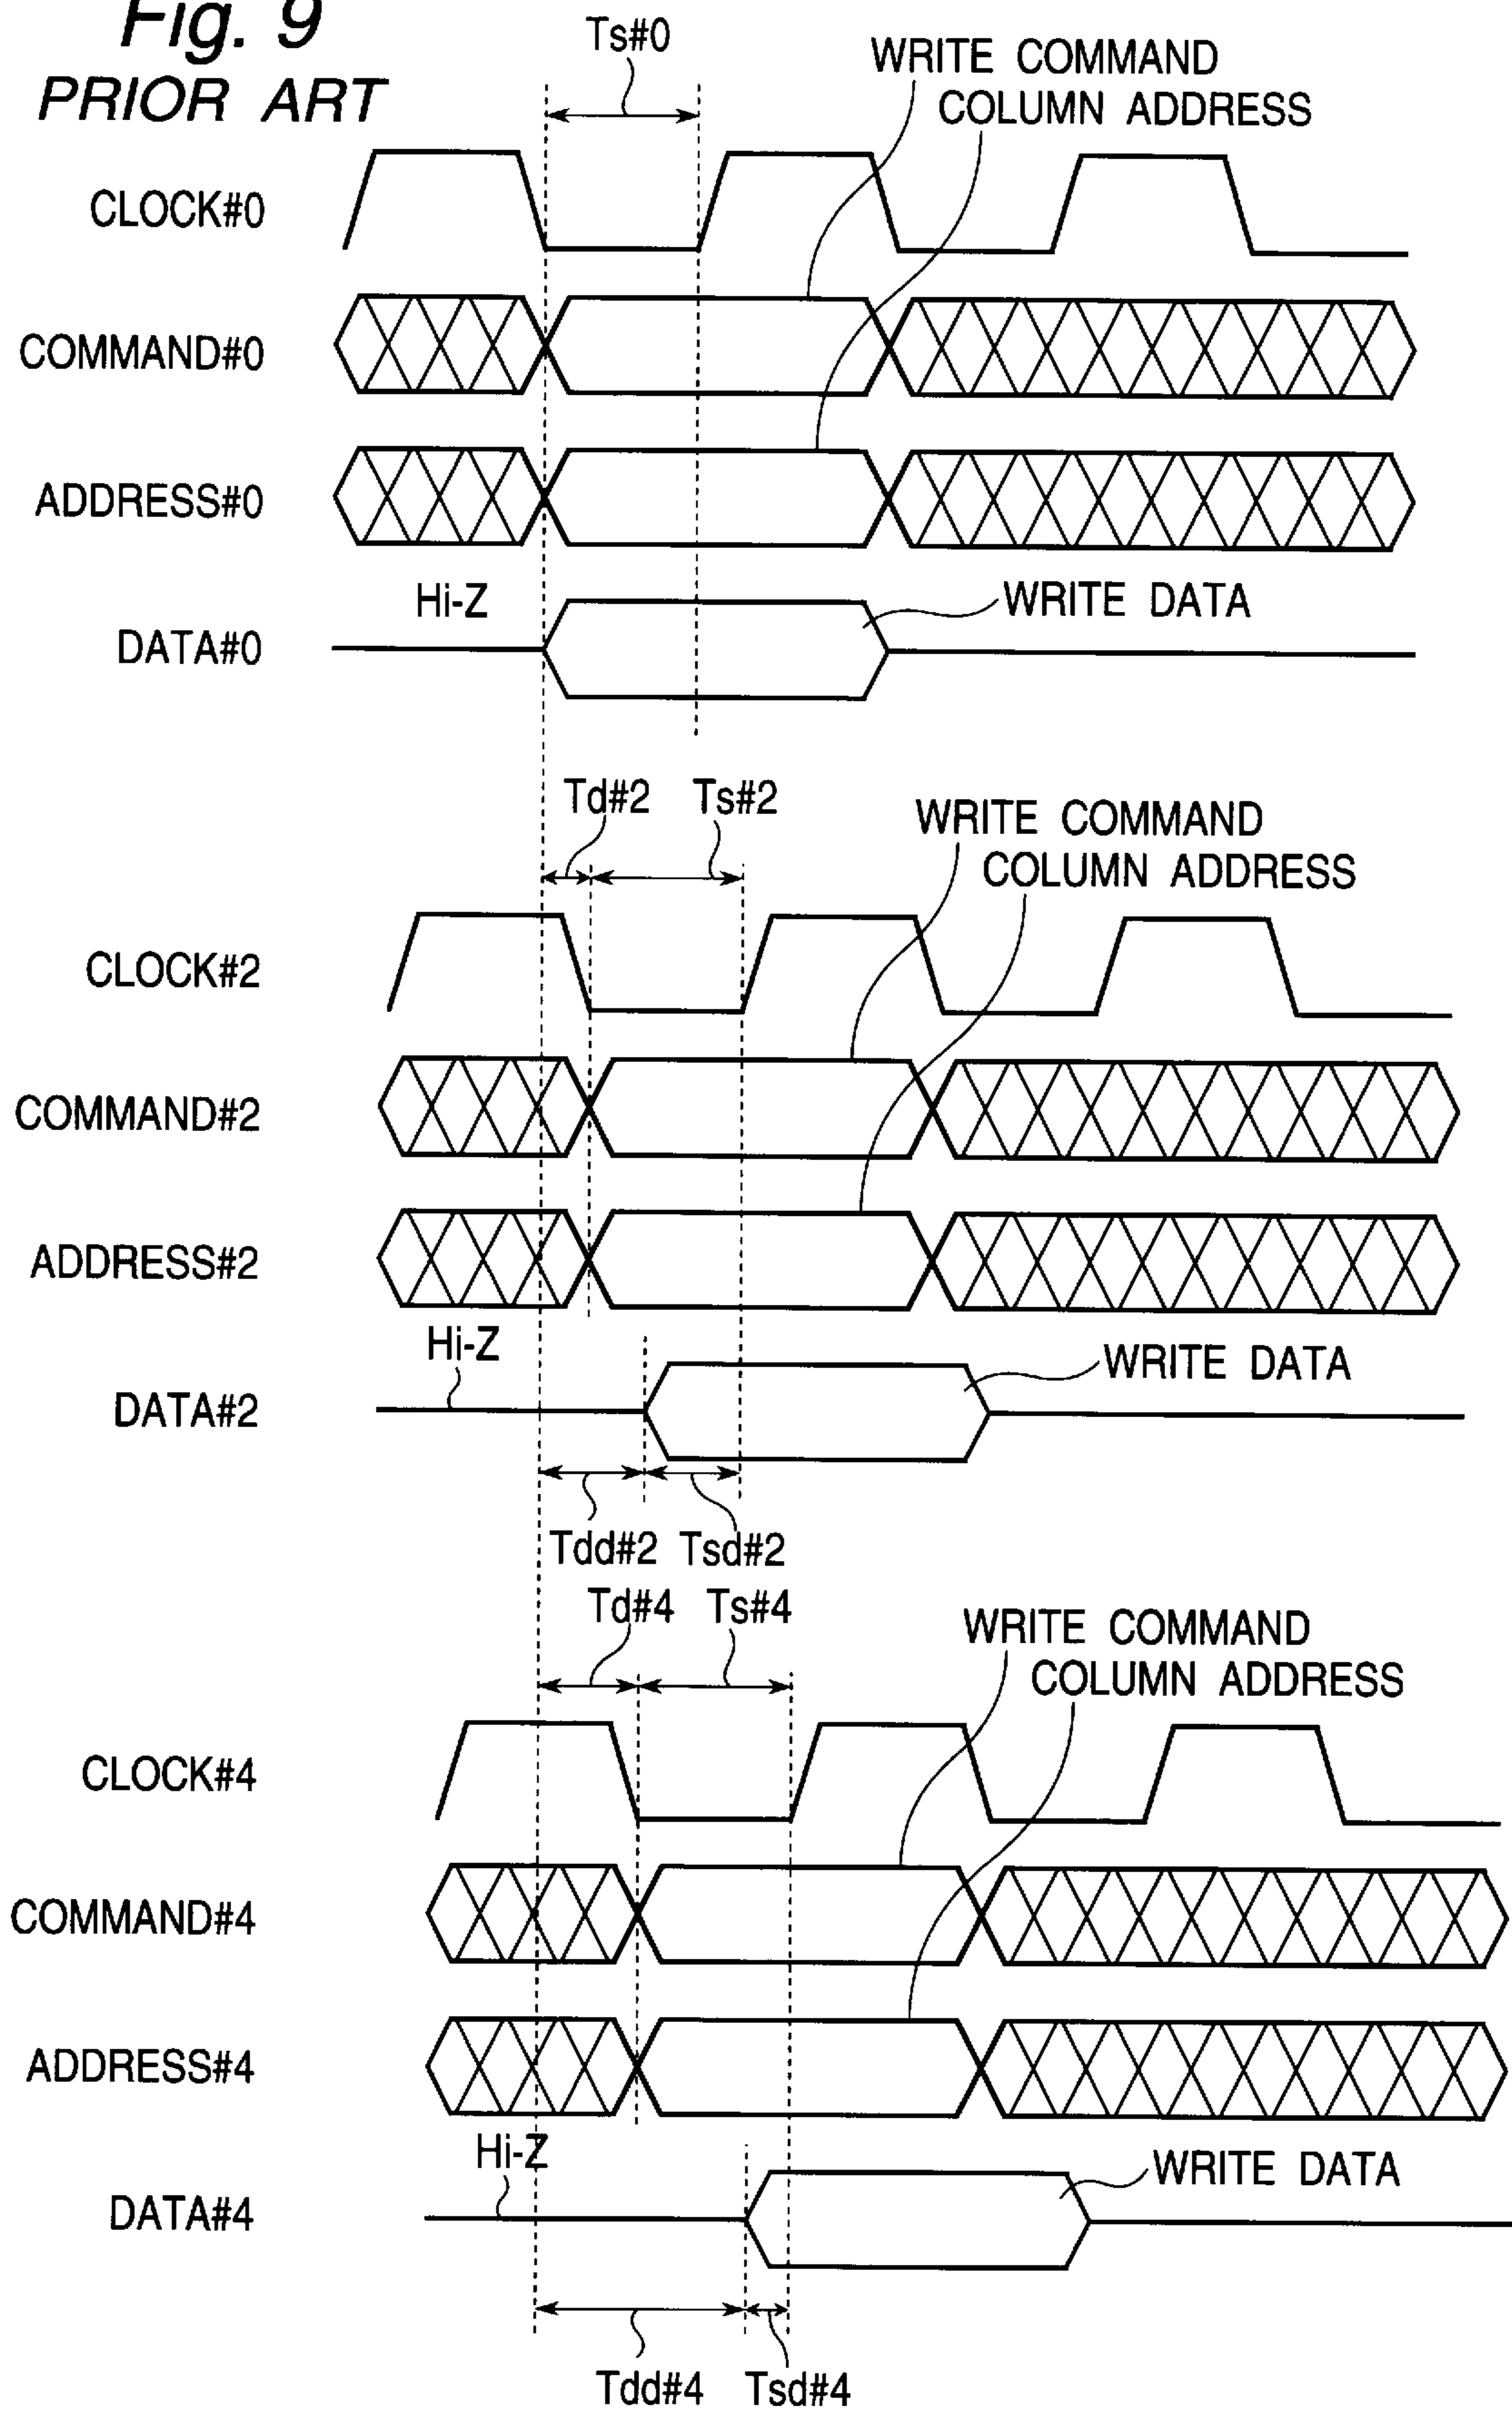 Fig. 9
PRIOR ART
Ts#0
WRITE COMMAND
COLUMN ADDRESS
CLOCK#0
COMMAND#0
ADDRESS#0
Hi-Z
WRITE DATA
DATA#0
Td#2 Ts#2
WRITE COMMAND
COLUMN ADDRESS
CLOCK#2
COMMAND#2
ADDRESS#2
Hi-Z
WRITE DATA
DATA#2
Tdd#2 Tsd#2
Td#4 Ts#4
WRITE COMMAND
COLUMN ADDRESS
CLOCK#4
COMMAND#4
ADDRESS#4
Hi-Z
WRITE DATA
DATA#4
Tdd#4 Tsd#4